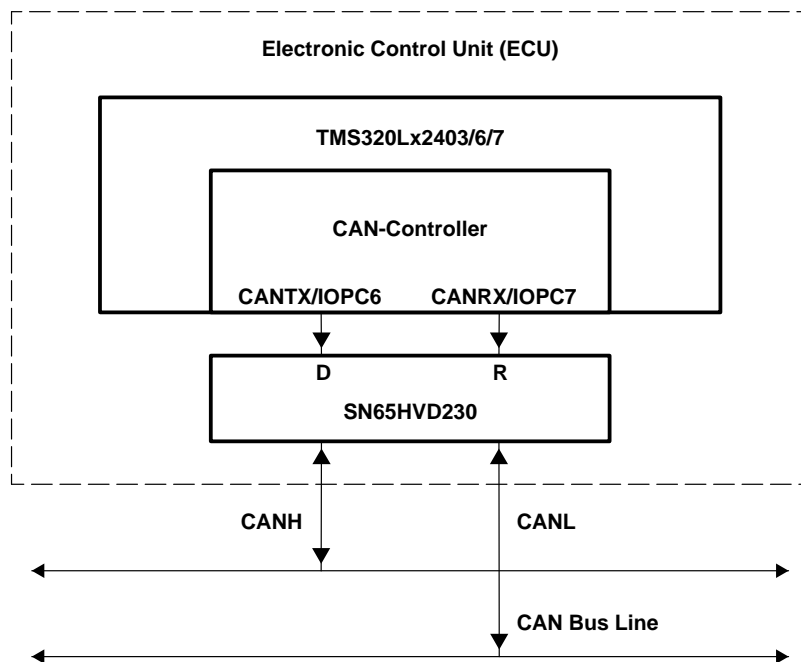 Electronic Control Unit (ECU)
TMS320Lx2403/6/7
CAN-Controller
CANTX/IOPC6 CANRX/IOPC7
D R
SN65HVD230
CANH CANL
CAN Bus Line